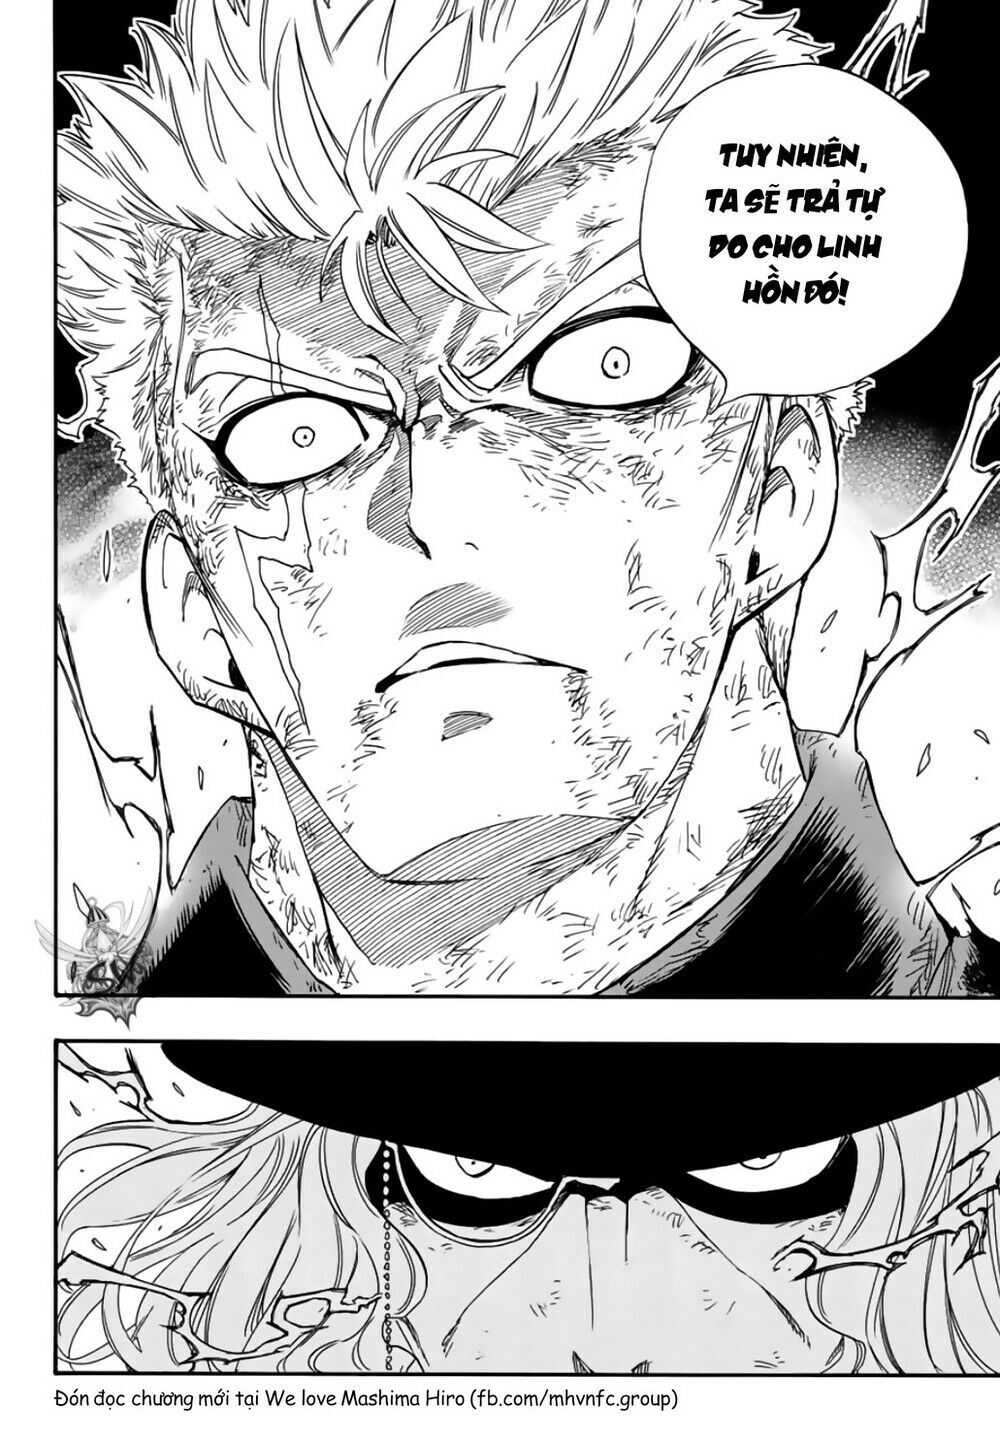 TUY NHIÊN,
TA SẼ TRẢ TỰ
DO CHO LINH
HỒN ĐÓ!
Đón đọc chương mới tại We love Mashima Hiro (fb.com/mhvnfc.group)